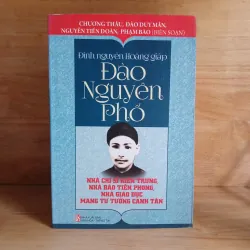 CHƯƠNG THÂU, ĐÀO DUY MẪN,
NGUYỄN TIẾN ĐOÀN, PHẠM BẢO (BIÊN SOẠN)
Đình nguyên Hoàng giáp
ĐÀO
NGUYÊN
PHỔ
NHÀ CHÍ SĨ KIÊN TRUNG,
NHÀ BÁO TIÊN PHONG,
NHÀ GIÁO DỤC
MANG TƯ TƯỞNG CANH TÂN